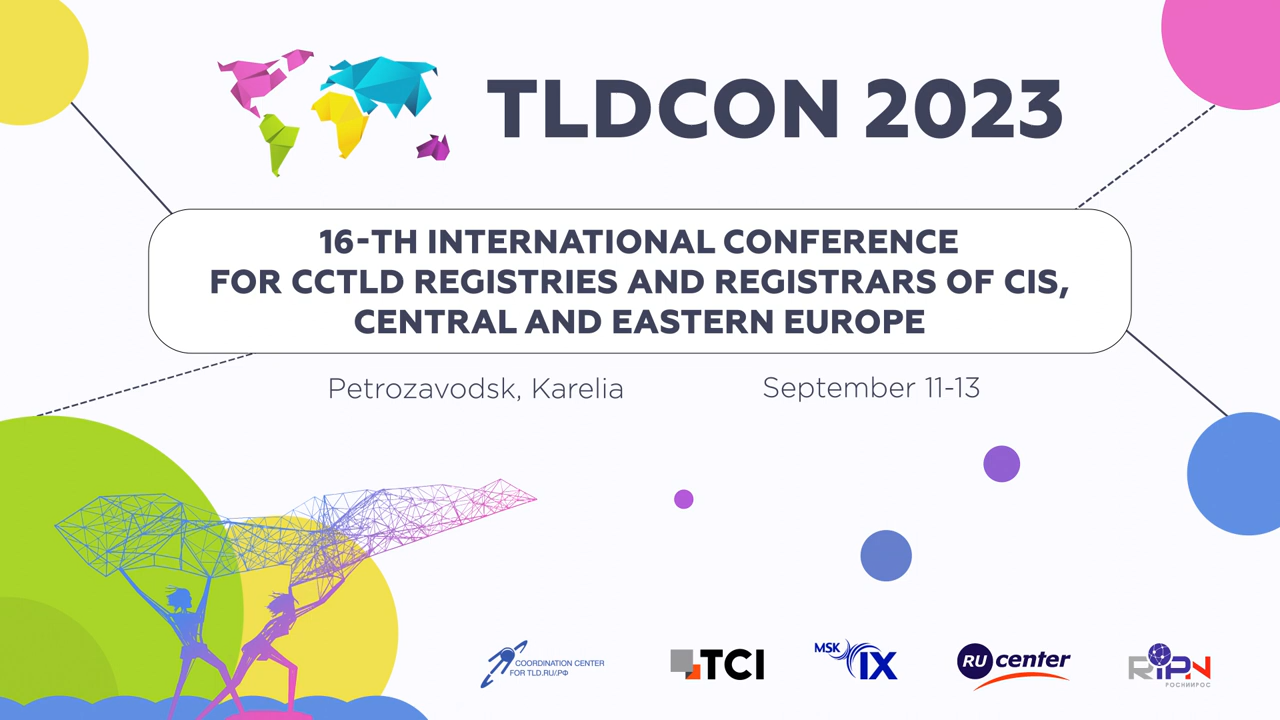 TLDCON 2023
16-TH INTERNATIONAL CONFERENCE
FOR CCTLD REGISTRIES AND REGISTRARS OF CIS,
CENTRAL AND EASTERN EUROPE
Petrozavodsk, Karelia
September 11-13
COORDINATION CENTER
FOR TLD.RU/.РФ
TCI
MSK
IX
RU center
RIPN
РОСНИИРОС